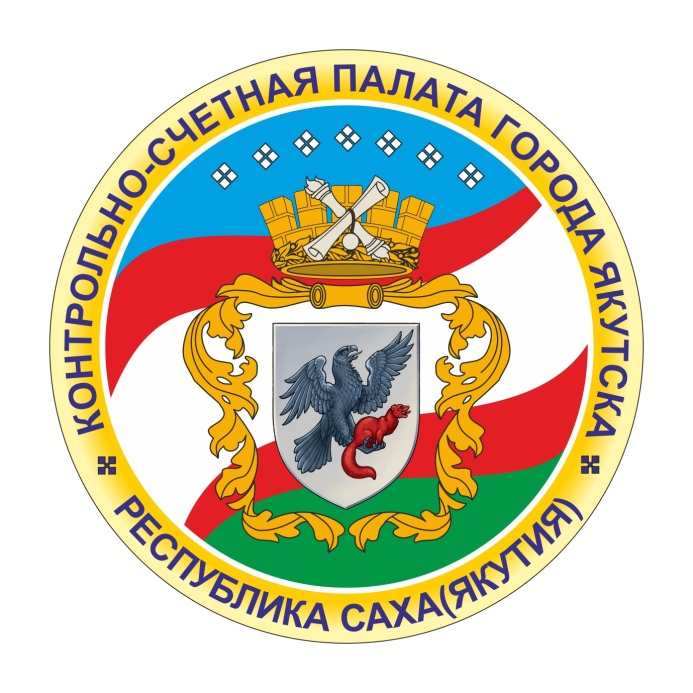 КОНТРОЛЬНО-СЧЕТНАЯ ПАЛАТА ГОРОДА ЯКУТСКА
РЕСПУБЛИКА САХА(ЯКУТИЯ)